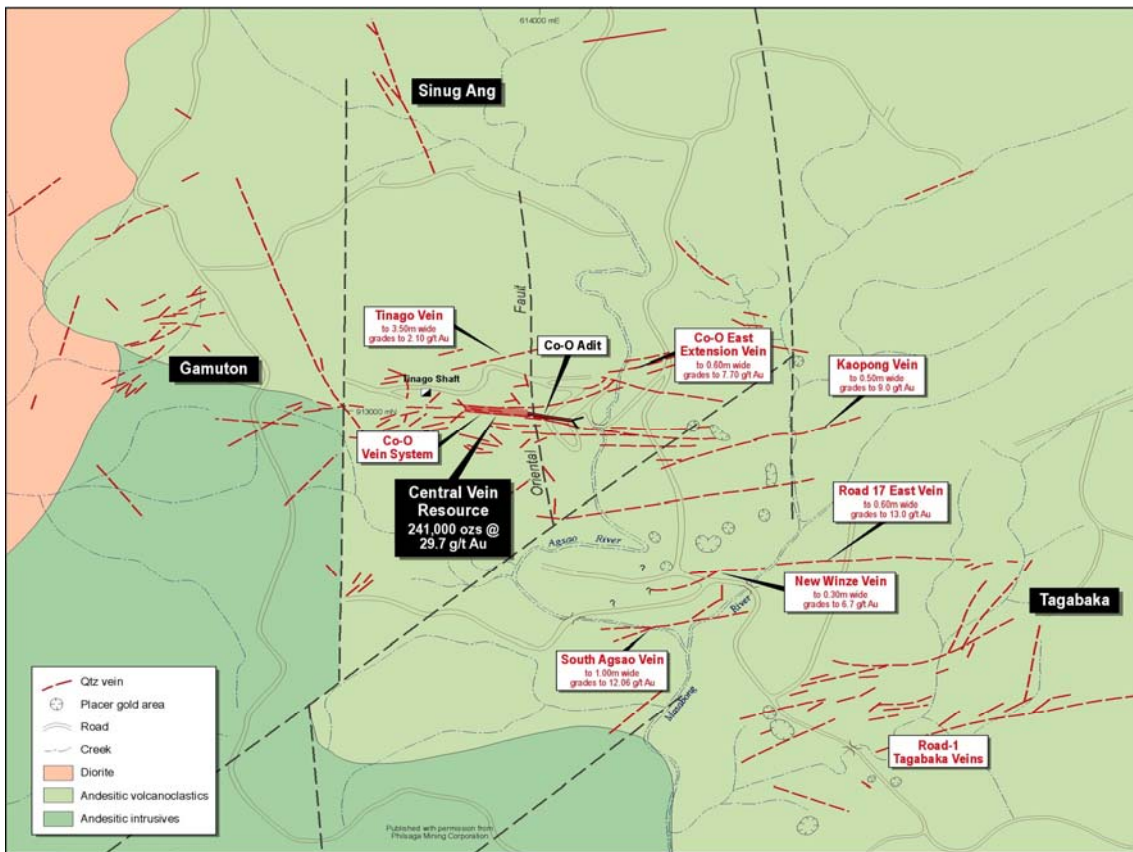 614000 mE
Sinug Ang
Fault
Tinago Vein
to 3.50m wide
grades to 2.10 g/t Au
Co-O Adit
Co-O East
Extension Vein
to 0.60m wide
grades to 7.70 g/t Au
Kaopong Vein
to 0.50m wide
grades to 9.0 g/t Au
Gamuton
Tinago Shaft
913000 mN
Co-O
Vein System
Oriental
Central Vein
Resource
241,000 ozs @
29.7 g/t Au
Road 17 East Vein
to 0.60m wide
grades to 13.0 g/t Au
Agsao River
?
?
?
New Winze Vein
to 0.30m wide
grades to 6.7 g/t Au
Tagabaka
River
South Agsao Vein
to 1.00m wide
grades to 12.06 g/t Au
Masabong
Road-1
Tagabaka Veins
Qtz vein
Placer gold area
Road
Creek
Diorite
Andesitic volcanoclastics
Andesitic intrusives
Published with permission from
Philsaga Mining Corporation.